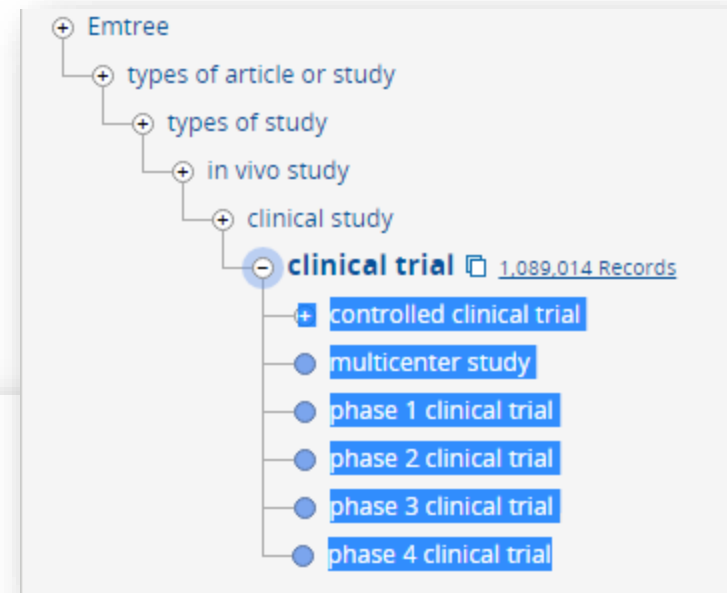 Emtree
types of article or study
types of study
in vivo study
clinical study
clinical trial 1,089,014 Records
controlled clinical trial
multicenter study
phase 1 clinical trial
phase 2 clinical trial
phase 3 clinical trial
phase 4 clinical trial